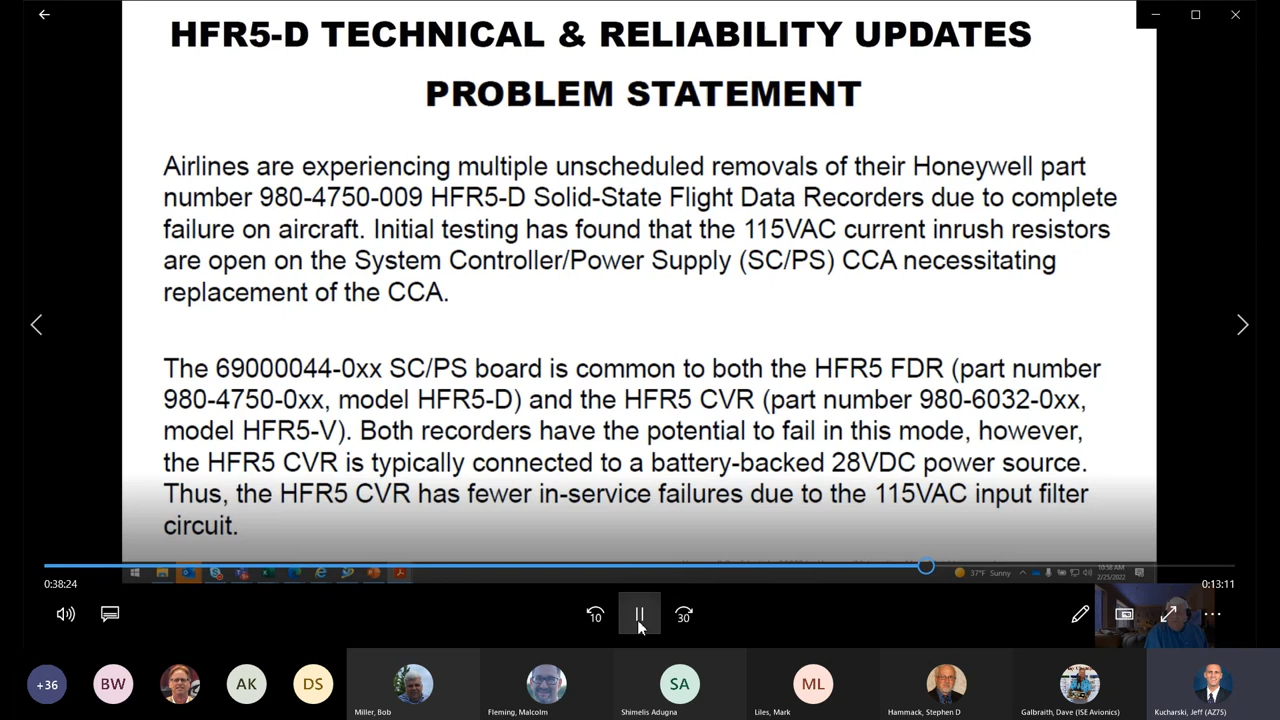 HFR5-D TECHNICAL & RELIABILITY UPDATES
PROBLEM STATEMENT
Airlines are experiencing multiple unscheduled removals of their Honeywell part
number 980-4750-009 HFR5-D Solid-State Flight Data Recorders due to complete
failure on aircraft. Initial testing has found that the 115VAC current inrush resistors
are open on the System Controller/Power Supply (SC/PS) CCA necessitating
replacement of the CCA.
The 69000044-0xx SC/PS board is common to both the HFR5 FDR (part number
980-4750-0xx, model HFR5-D) and the HFR5 CVR (part number 980-6032-0xx,
model HFR5-V). Both recorders have the potential to fail in this mode, however,
the HFR5 CVR is typically connected to a battery-backed 28VDC power source.
Thus, the HFR5 CVR has fewer in-service failures due to the 115VAC input filter
circuit.
37°F Sunny
10:58 AM
2/25/2022
0:38:24
0:13:11
10
30
+36
BW
AK
DS
SA
ML
Miller, Bob
Fleming, Malcolm
Shimelis Adugna
Liles, Mark
Hammack, Stephen D
Galbraith, Dave (ISE Avionics)
Kucharski, Jeff (AZ75)